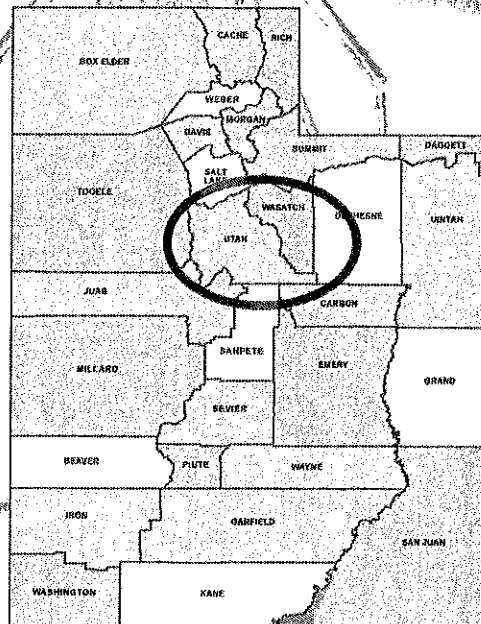 CACHE
RICH
BOX ELDER
WEBER
MORGAN
DAVIS
SUMMIT
DAGGETT
SALT
LAKE
TOOELE
WASATCH
DUCHESNE
UINTAH
UTAH
JUAB
CARBON
SANPETE
MILLARD
EMERY
GRAND
SEVIER
BEAVER
PIUTE
WAYNE
IRON
GARFIELD
SAN JUAN
WASHINGTON
KANE